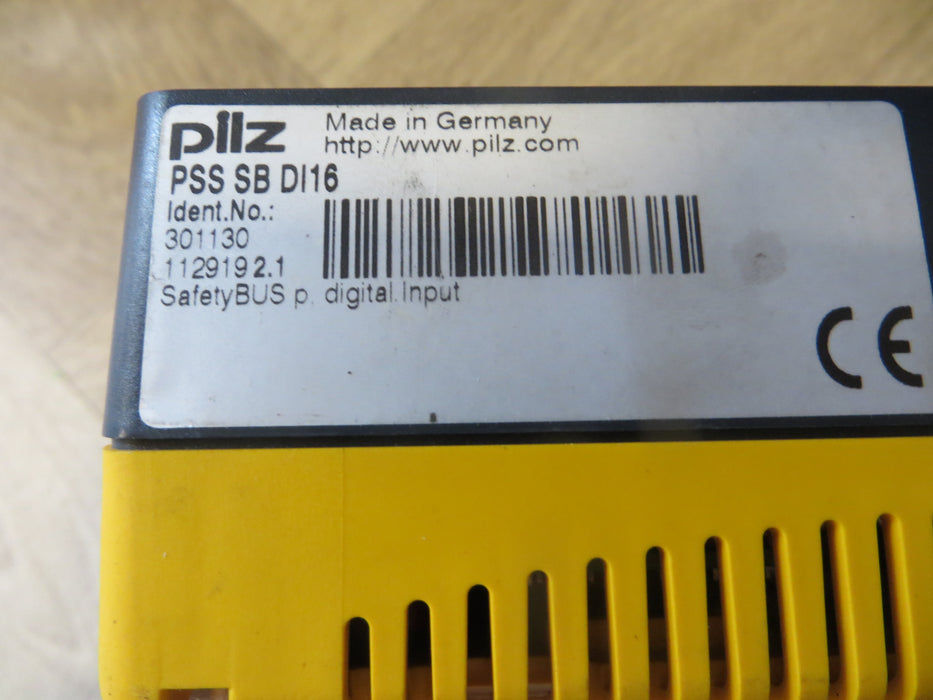 pilz
Made in Germany
http://www.pilz.com
PSS SB DI16
Ident.No.:
301130
112919 2.1
SafetyBUS p. digital.Input
CE